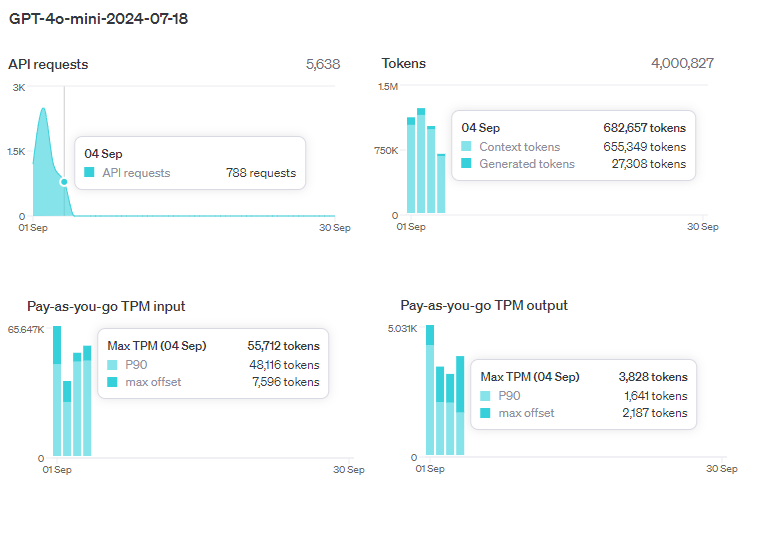 GPT-4o-mini-2024-07-18
API requests 5,638
3K
1.5K
0
01 Sep 30 Sep
04 Sep
API requests 788 requests
Tokens 4,000,827
1.5M
750K
0
01 Sep 30 Sep
04 Sep 682,657 tokens
Context tokens 655,349 tokens
Generated tokens 27,308 tokens
Pay-as-you-go TPM input
65.647K
0
01 Sep 30 Sep
Max TPM (04 Sep) 55,712 tokens
P90 48,116 tokens
max offset 7,596 tokens
Pay-as-you-go TPM output
5.031K
0
01 Sep 30 Sep
Max TPM (04 Sep) 3,828 tokens
P90 1,641 tokens
max offset 2,187 tokens